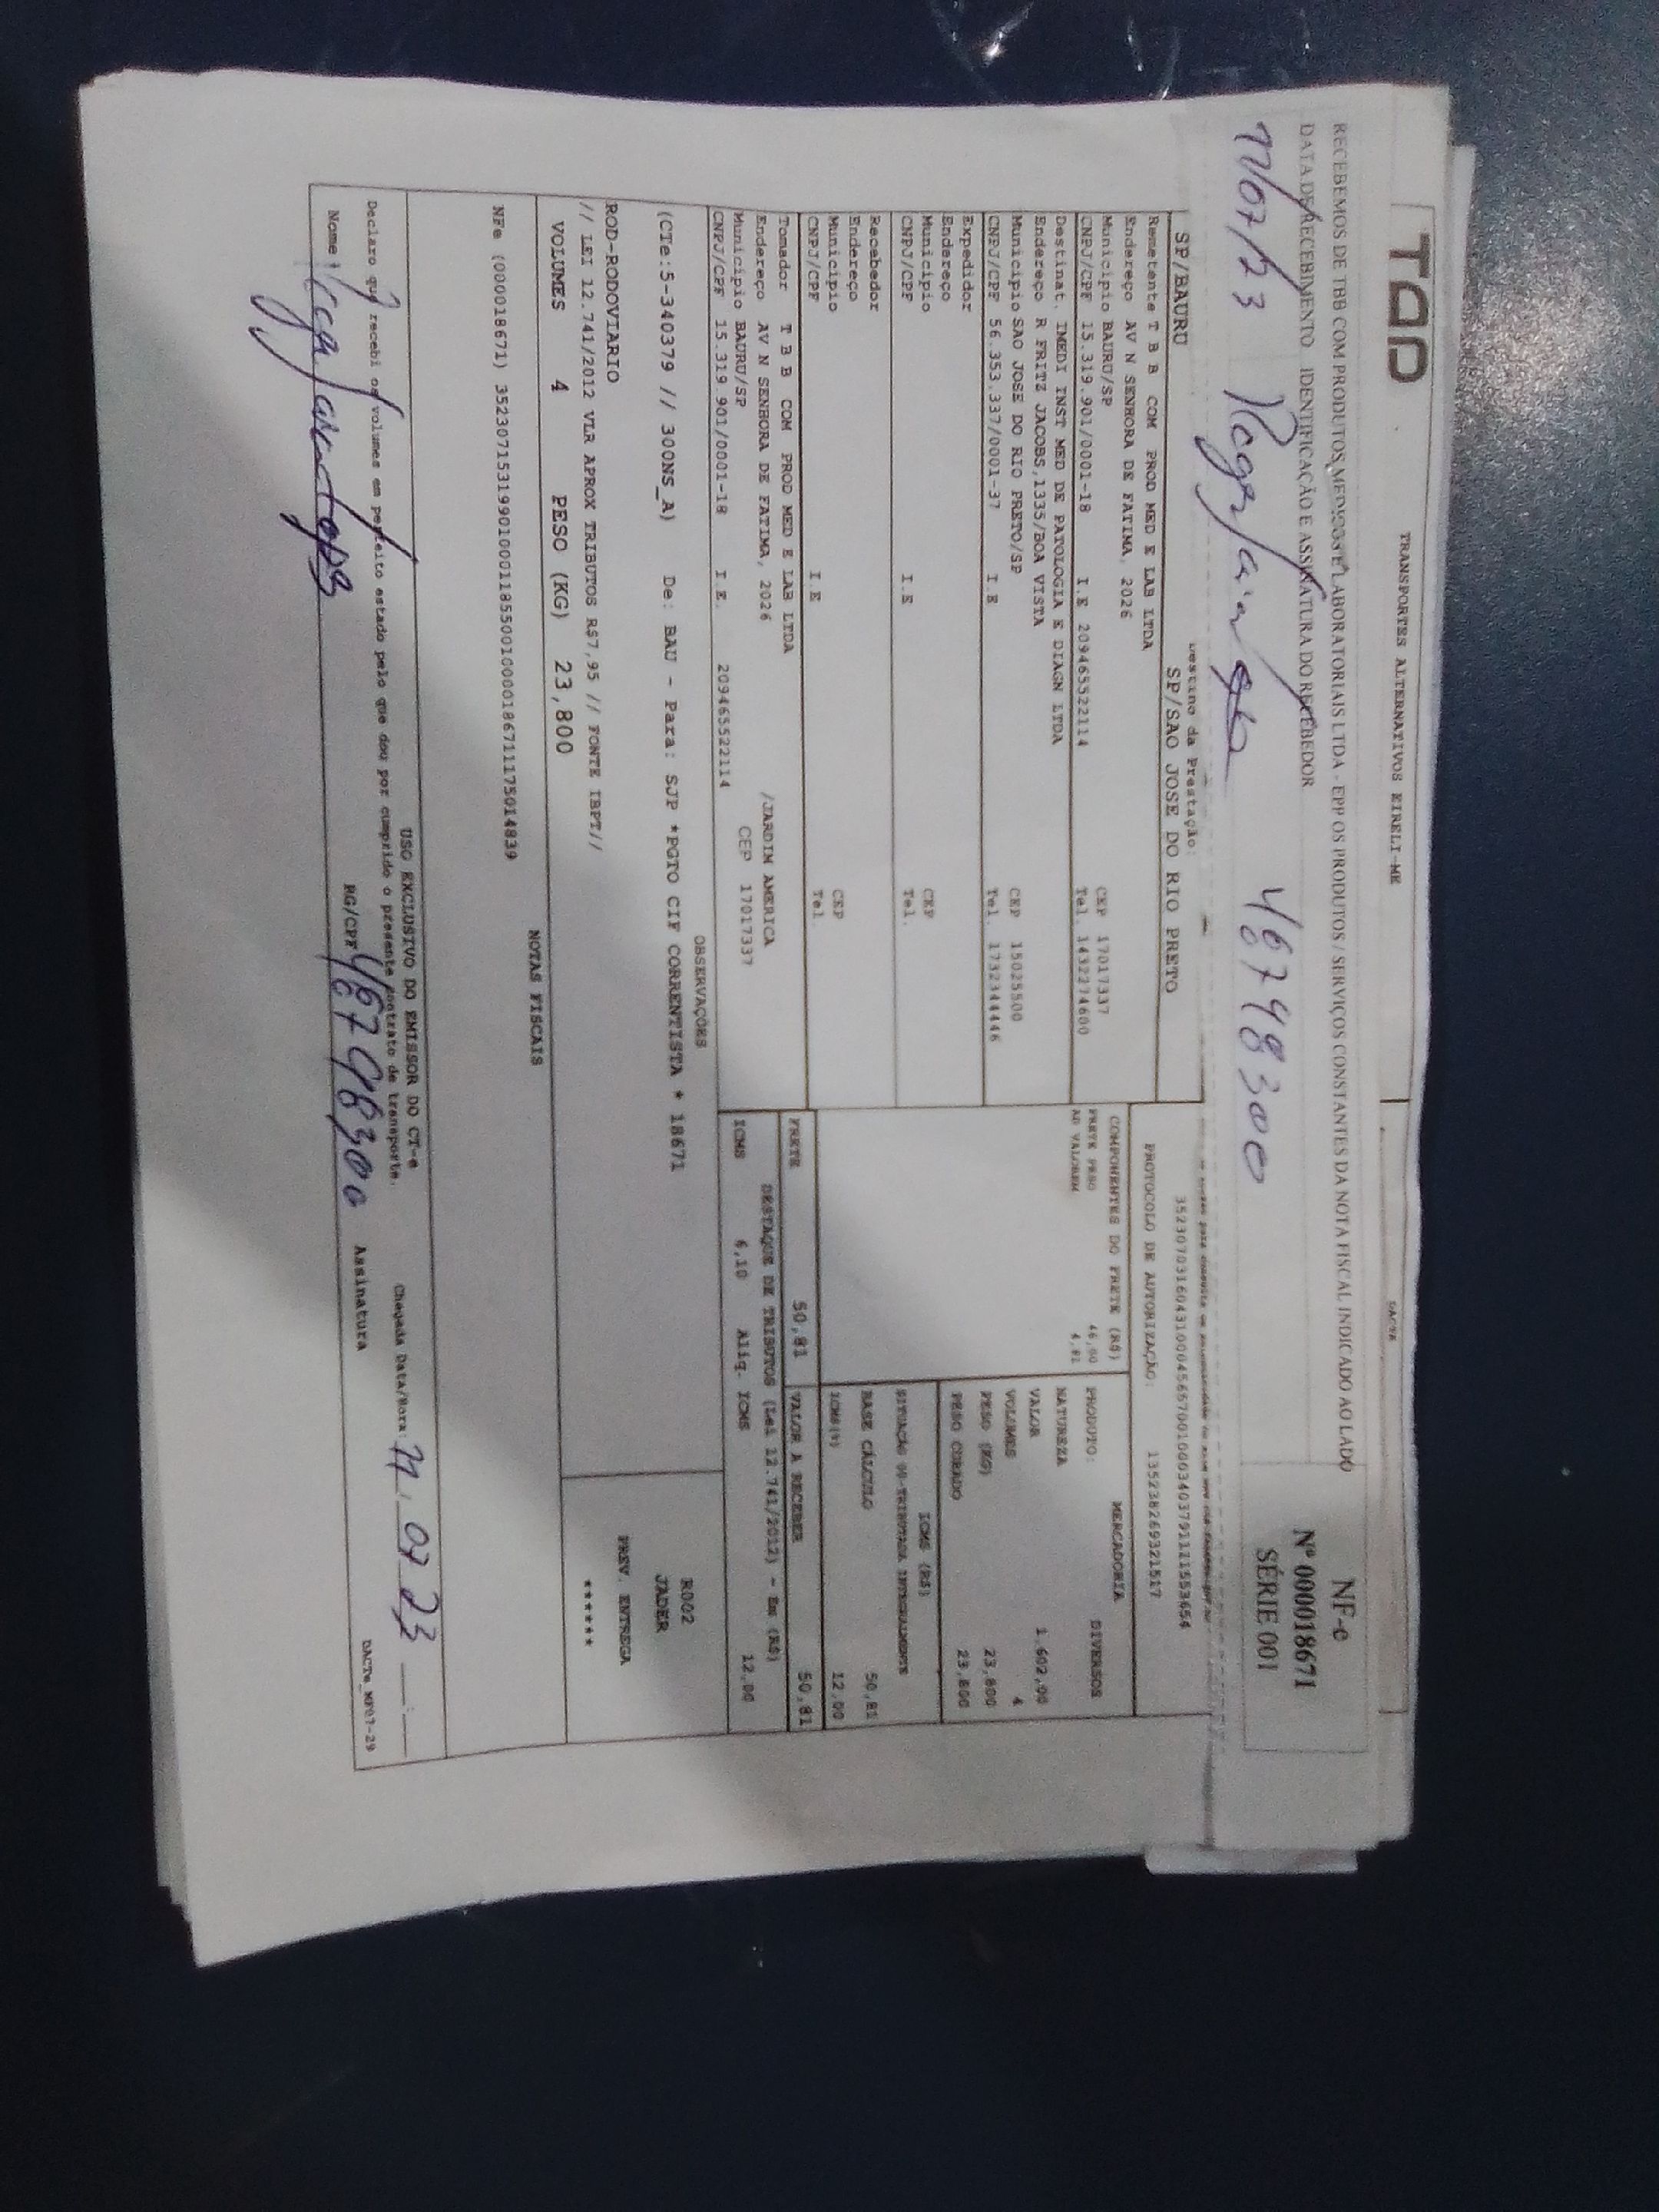 TRANSPORTES ALTERNATIVOS EIRELI-ME
DACTE
RECEBEMOS DE TBB COM PRODUTOS MEDICOS E LABORATORIAIS LTDA - EPP OS PRODUTOS / SERVIÇOS CONSTANTES DA NOTA FISCAL INDICADO AO LADO
DATA DE RECEBIMENTO IDENTIFICAÇÃO E ASSINATURA DO RECEBEDOR
11/07/23 467983000
NF-e
Nº 000018671
SÉRIE 001
Destino da Prestação:
SP/BAURU SP/SAO JOSE DO RIO PRETO
Remetente T B B COM PROD MED E LAB LTDA
Endereço AV N SENHORA DE FATIMA, 2026
Municipio BAURU/SP CEP 17017337
CNPJ/CPF 15.319.901/0001-18 I.E 209465522114 Tel. 1432274600
Destinat. IMEDI INST MED DE PATOLOGIA E DIAGN LTDA
Endereço R FRITZ JACOBS,1335/BOA VISTA
Municipio SAO JOSE DO RIO PRETO/SP CEP 15025500
CNPJ/CPF 56.353.337/0001-37 I.E Tel. 1732344446
Expedidor
Endereço
Municipio CEP
CNPJ/CPF I.E Tel.
Recebedor
Endereço
Municipio CEP
CNPJ/CPF I.E Tel
Tomador T B B COM PROD MED E LAB LTDA
Endereço AV N SENHORA DE FATIMA, 2026 /JARDIM AMERICA
Municipio BAURU/SP CEP 17017337
CNPJ/CPF 15.319.901/0001-18 I.E. 209465522114
PROTOCOLO DE AUTORIZAÇÃO: 135238269321517
COMPONENTES DO FRETE (R$)
FRETE PESO 46,00
AD VALOREM 4,81
MERCADORIA
PRODUTO: DIVERSOS
NATUREZA
VALOR 1.602,00
VOLUMES 4
PESO (KG) 23,800
PESO CUBADO 23,800
ICMS (R$)
SITUAÇÃO 00-TRIBUTADA INTEGRALMENTE
BASE CÁLCULO 50,81
ICMS(%) 12,00
FRETE 50,81 VALOR A RECEBER 50,81
DESTAQUE DE TRIBUTOS (Lei 12.741/2012) - Em (R$)
ICMS 6,10 Aliq. ICMS 12,00
OBSERVAÇÕES
(CTe:5-340379 // 300NS_A) De: BAU - Para: SJP *PGTO CIF CORRENTISTA * 18671
R002
JADER
ROD-RODOVIARIO
// LEI 12.741/2012 VLR APROX TRIBUTOS R$7,95 // FONTE IBPT//
PREV. ENTREGA
******
VOLUMES 4 PESO (KG) 23,800
NOTAS FISCAIS
NFe (000018671) 35230715319901000118550010000186711175014839
USO EXCLUSIVO DO EMISSOR DO CT-e
Declaro que recebi os volumes em perfeito estado pelo que dou por cumprido o presente contrato de transporte.
Chegada Data/Hora: 11 07 23
Nome RG/CPF 467983000 Assinatura
DACTe_MF07-29